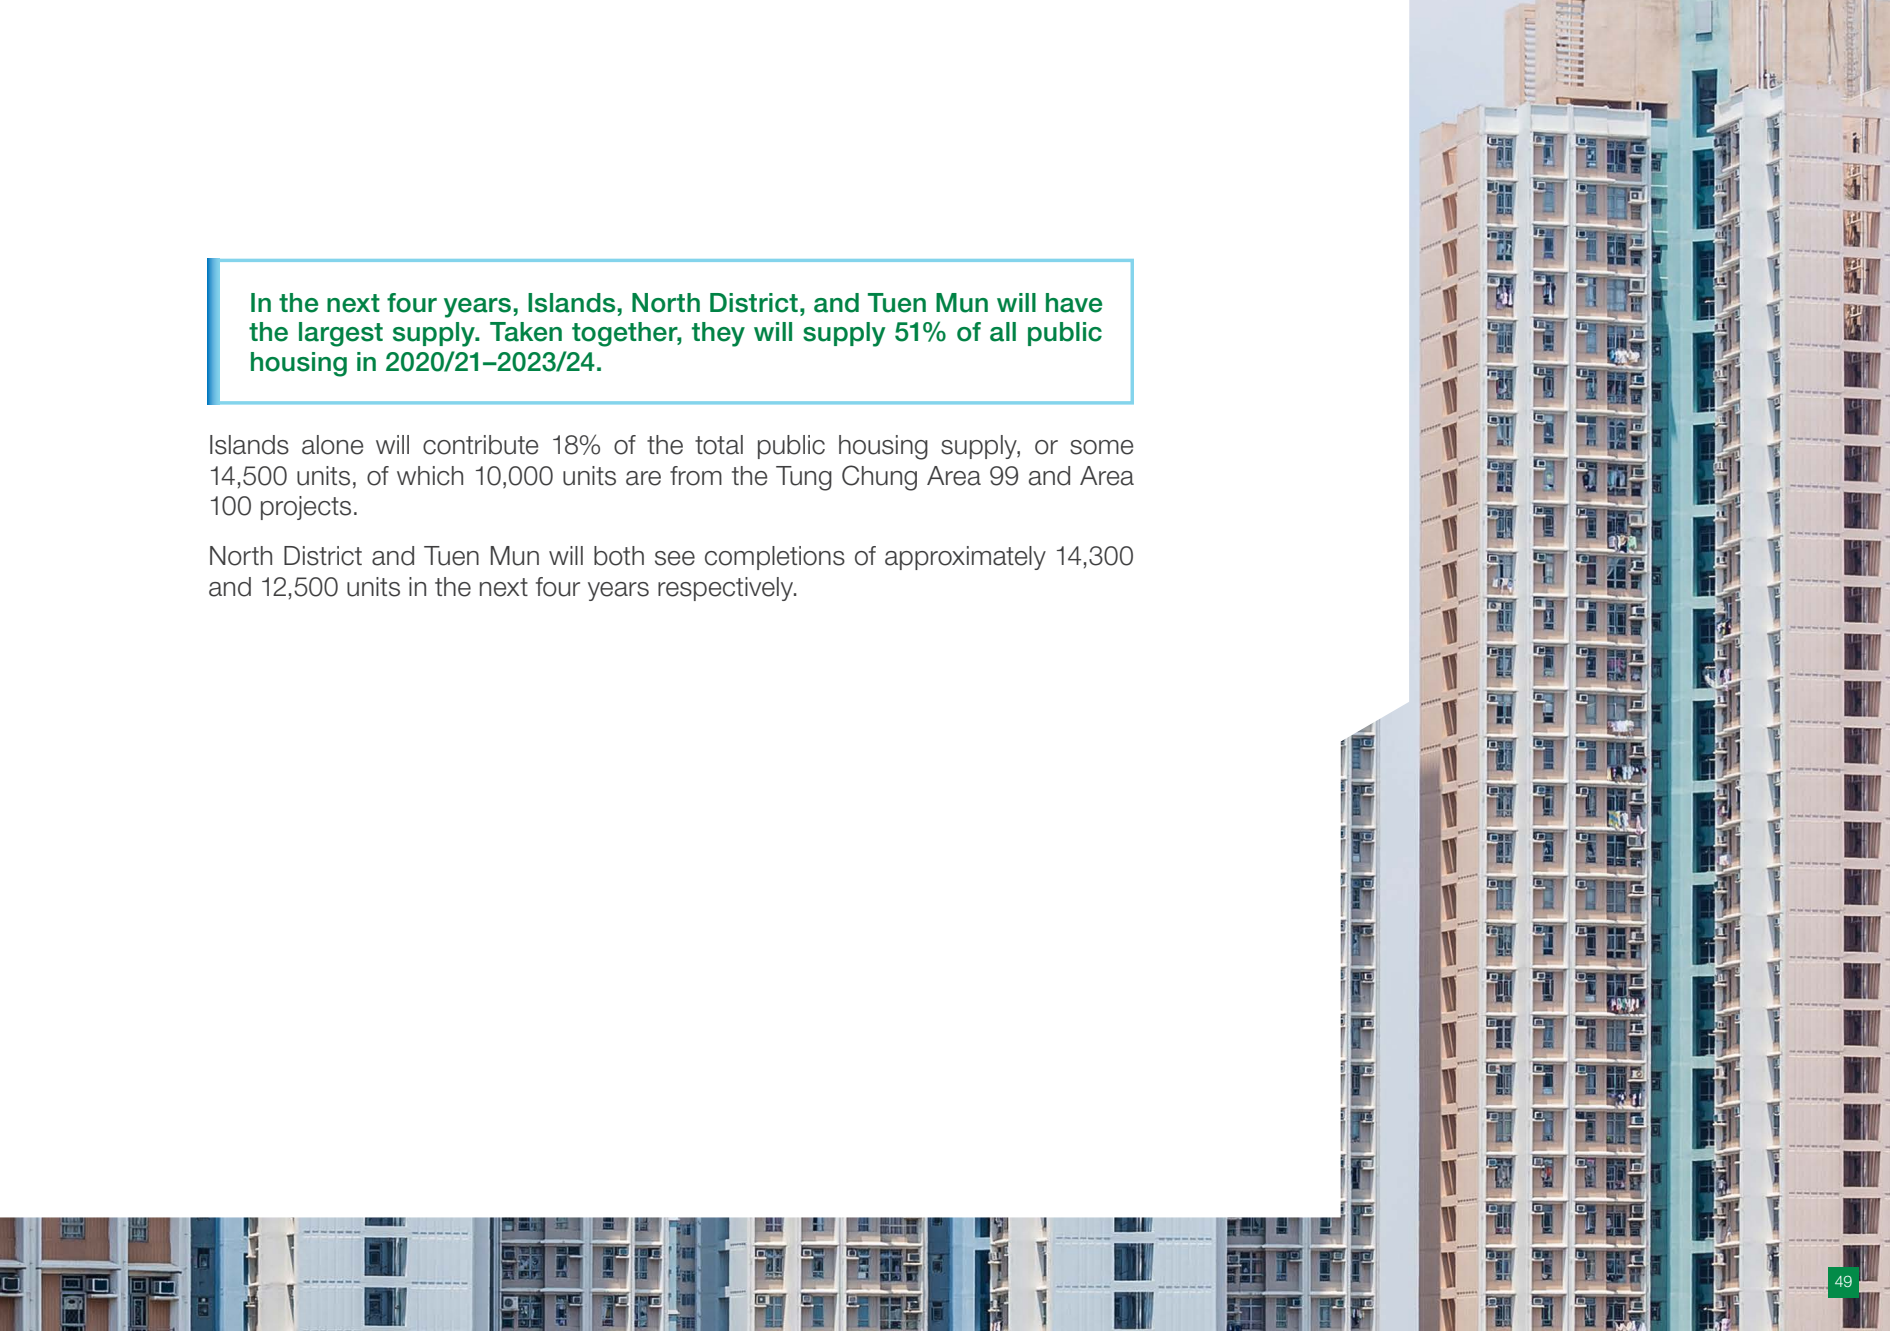 In the next four years, Islands, North District, and Tuen Mun will have
the largest supply. Taken together, they will supply 51% of all public
housing in 2020/21–2023/24.
Islands alone will contribute 18% of the total public housing supply, or some
14,500 units, of which 10,000 units are from the Tung Chung Area 99 and Area
100 projects.
North District and Tuen Mun will both see completions of approximately 14,300
and 12,500 units in the next four years respectively.
49